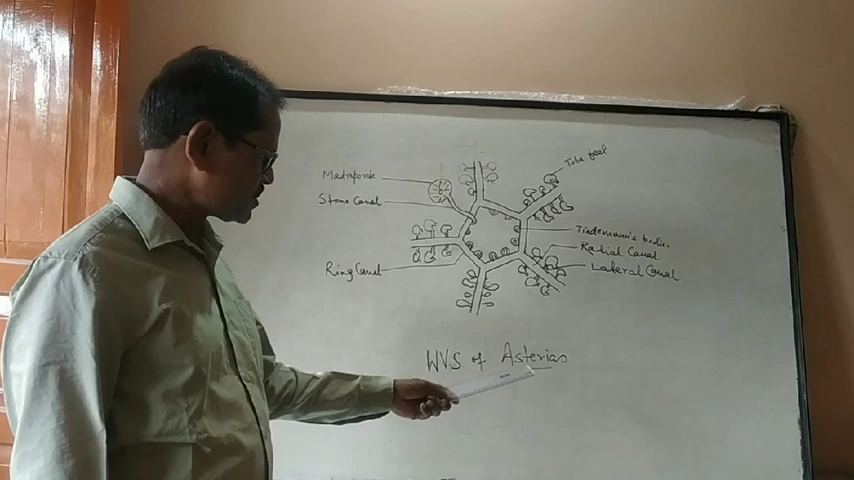 Madreporite
Stone Canal
Ring Canal
Tube feet
Tiedemann's bodies
Radial Canal
Lateral Canal
WVS of Asterias